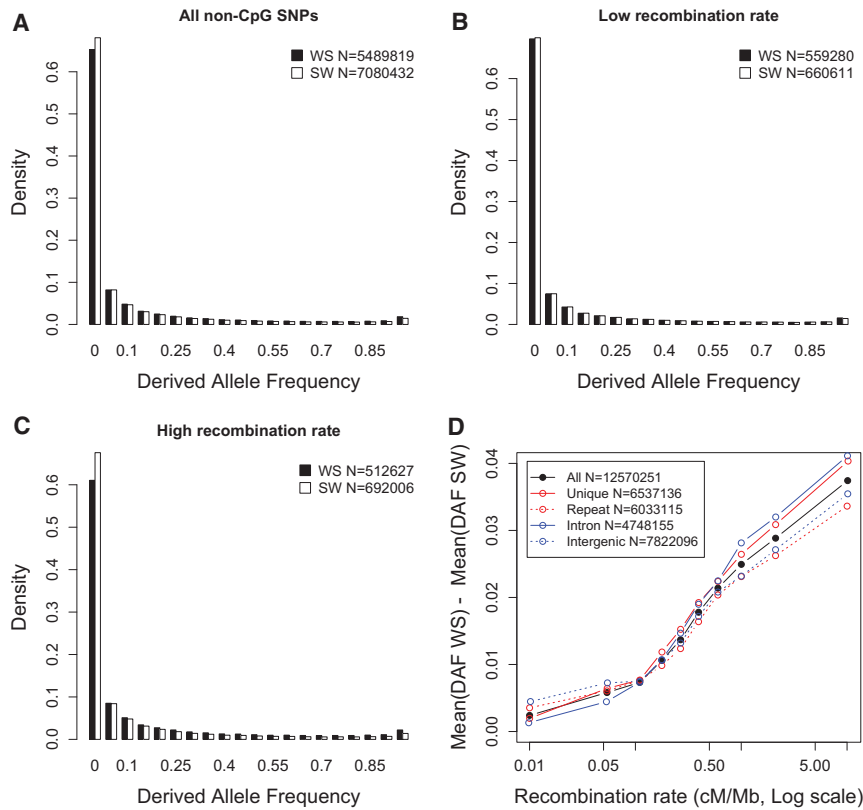 A
All non-CpG SNPs
WS N=5489819
SW N=7080432
Density
0.0 0.1 0.2 0.3 0.4 0.5 0.6
0 0.1 0.25 0.4 0.55 0.7 0.85
Derived Allele Frequency
B
Low recombination rate
WS N=559280
SW N=660611
Density
0.0 0.1 0.2 0.3 0.4 0.5 0.6
0 0.1 0.25 0.4 0.55 0.7 0.85
Derived Allele Frequency
C
High recombination rate
WS N=512627
SW N=692006
Density
0.0 0.1 0.2 0.3 0.4 0.5 0.6
0 0.1 0.25 0.4 0.55 0.7 0.85
Derived Allele Frequency
D
All N=12570251
Unique N=6537136
Repeat N=6033115
Intron N=4748155
Intergenic N=7822096
Mean(DAF WS) - Mean(DAF SW)
0.00 0.01 0.02 0.03 0.04
0.01 0.05 0.50 5.00
Recombination rate (cM/Mb, Log scale)